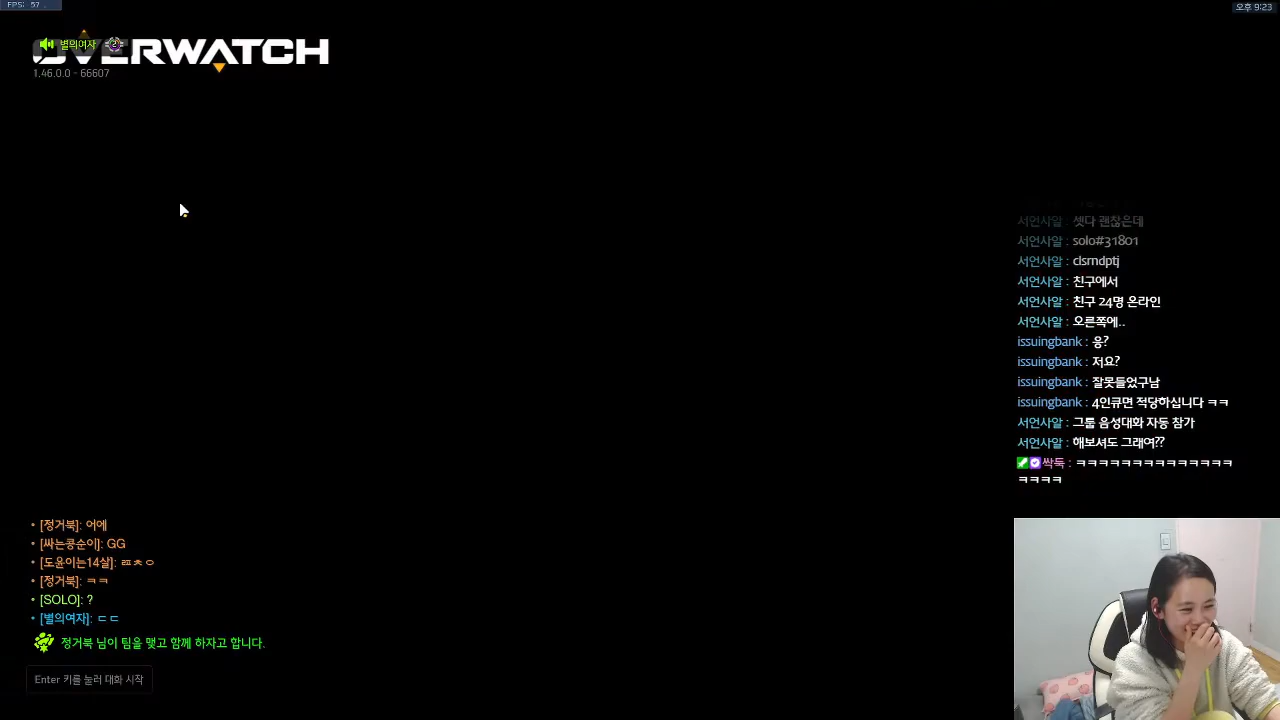 FPS: 57
오후 9:23
별의여자
OVERWATCH
1.46.0.0 - 66607
서언사알 : 셋다 괜찮은데
서언사알 : solo#31801
서언사알 : clsrndptj
서언사알 : 친구에서
서언사알 : 친구 24명 온라인
서언사알 : 오른쪽에..
issuingbank : 응?
issuingbank : 저요?
issuingbank : 잘못들었구남
issuingbank : 4인큐면 적당하십니다 ㅋㅋ
서언사알 : 그룹 음성대화 자동 참가
서언사알 : 해보셔도 그래여??
싹둑 : ㅋㅋㅋㅋㅋㅋㅋㅋㅋㅋㅋㅋㅋㅋ
ㅋㅋㅋㅋ
• [정거북]: 어에
• [싸는콩순이]: GG
• [도윤이는14살]: ㄻㅊㅇ
• [정거북]: ㅋㅋ
• [SOLO]: ?
• [별의여자]: ㄷㄷ
정거북 님이 팀을 맺고 함께 하자고 합니다.
Enter 키를 눌러 대화 시작